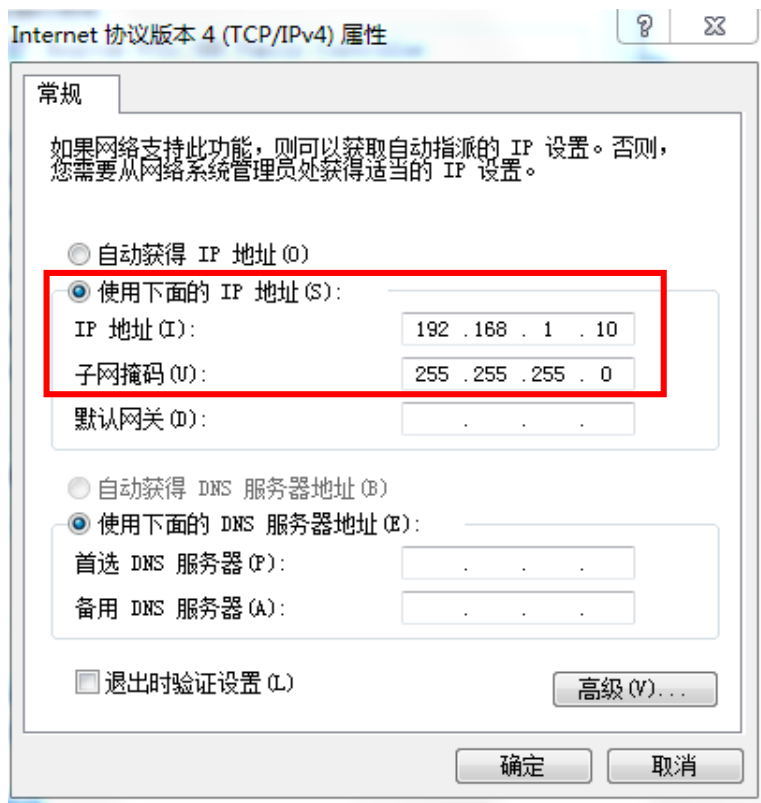 Internet 协议版本 4 (TCP/IPv4) 属性
常规
如果网络支持此功能，则可以获取自动指派的 IP 设置。否则，
您需要从网络系统管理员处获得适当的 IP 设置。
自动获得 IP 地址(O)
使用下面的 IP 地址(S):
IP 地址(I): 192 .168 . 1 . 10
子网掩码(U): 255 .255 .255 . 0
默认网关(D): . . .
自动获得 DNS 服务器地址(B)
使用下面的 DNS 服务器地址(E):
首选 DNS 服务器(P): . . .
备用 DNS 服务器(A): . . .
退出时验证设置(L)
高级(V)...
确定 取消